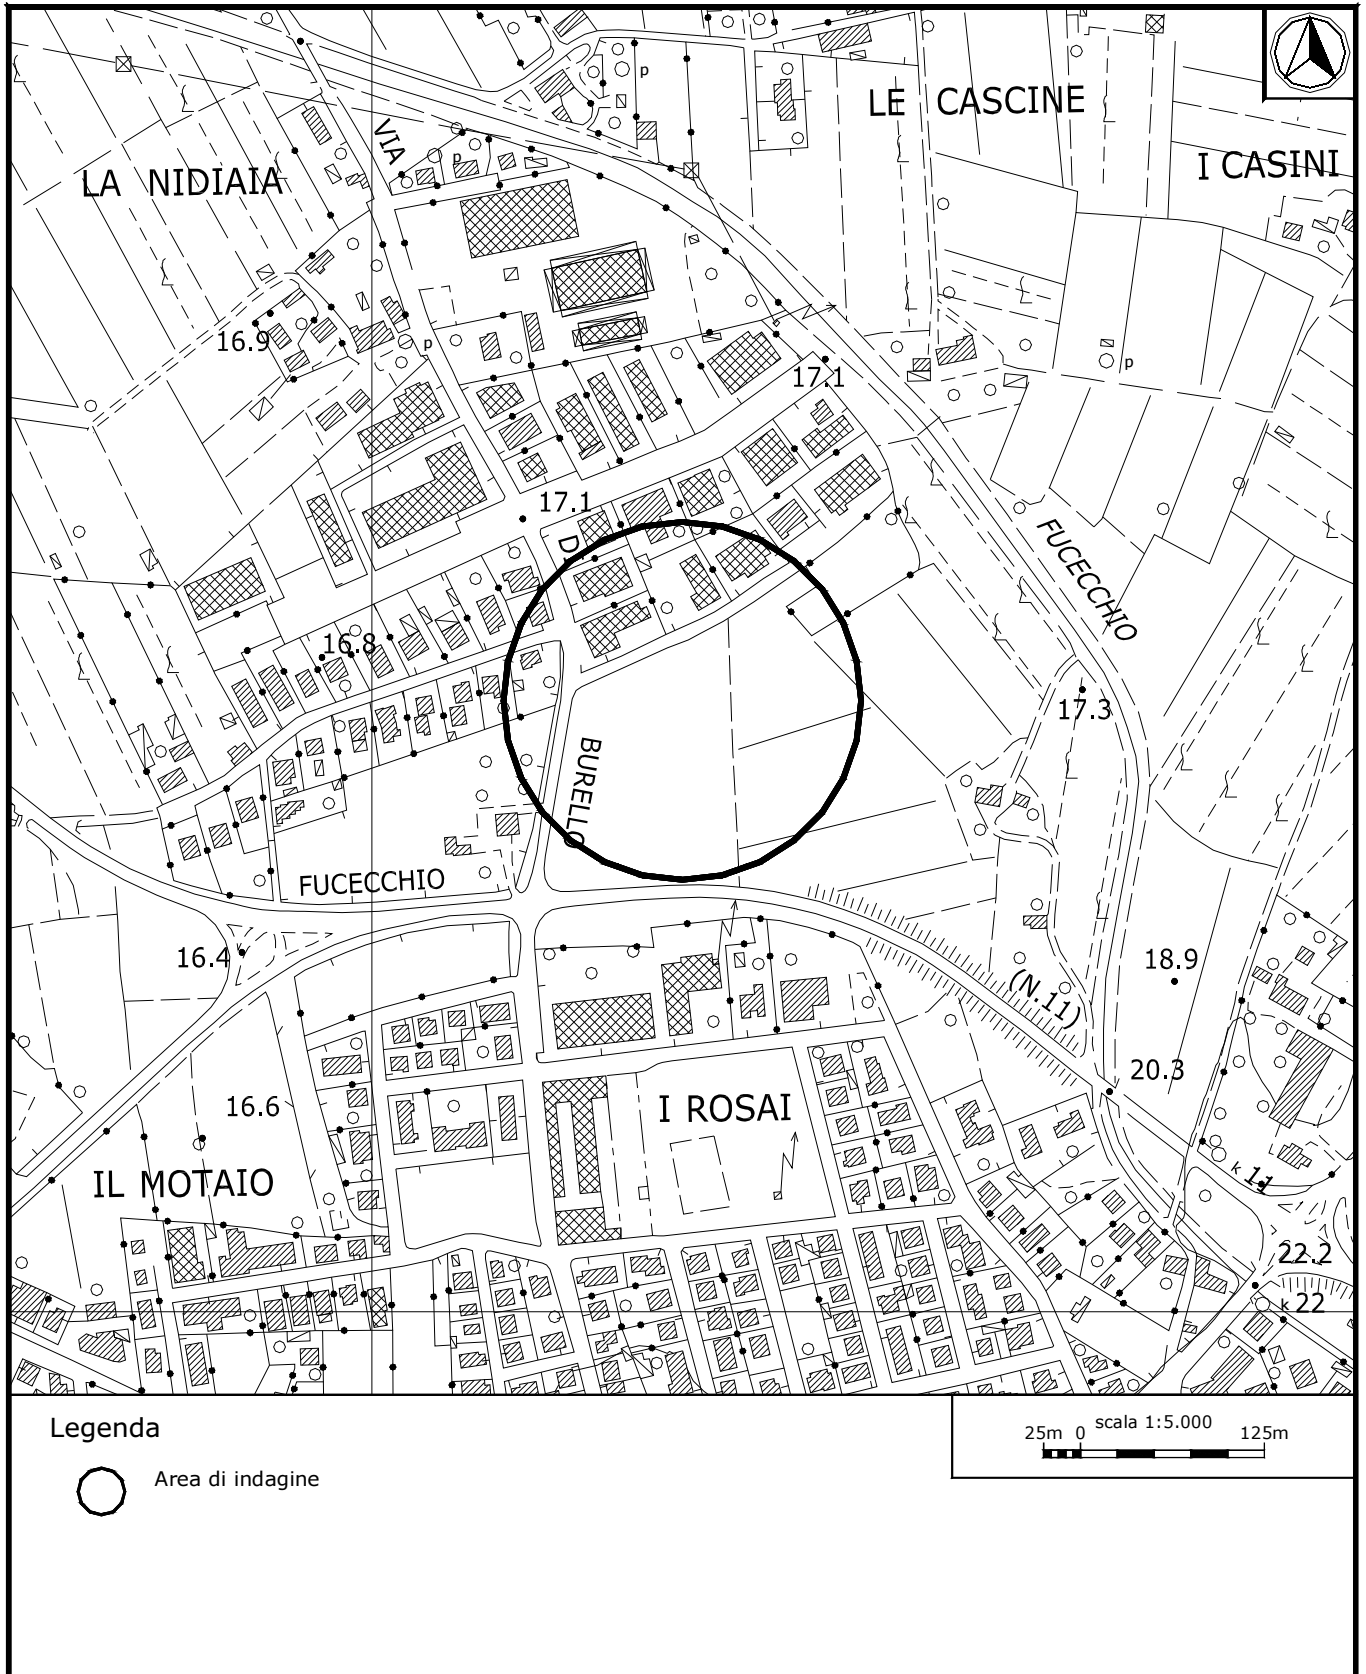 p
LE CASCINE
VIA
p
I CASINI
LA NIDIAIA
16.9
p
17.1
p
17.1
DI
FUCECCHIO
16.8
17.3
BURELLO
FUCECCHIO
16.4
18.9
(N.11)
20.3
16.6
I ROSAI
k 11
IL MOTAIO
22.2
k 22
Legenda
Area di indagine
25m 0 scala 1:5.000 125m